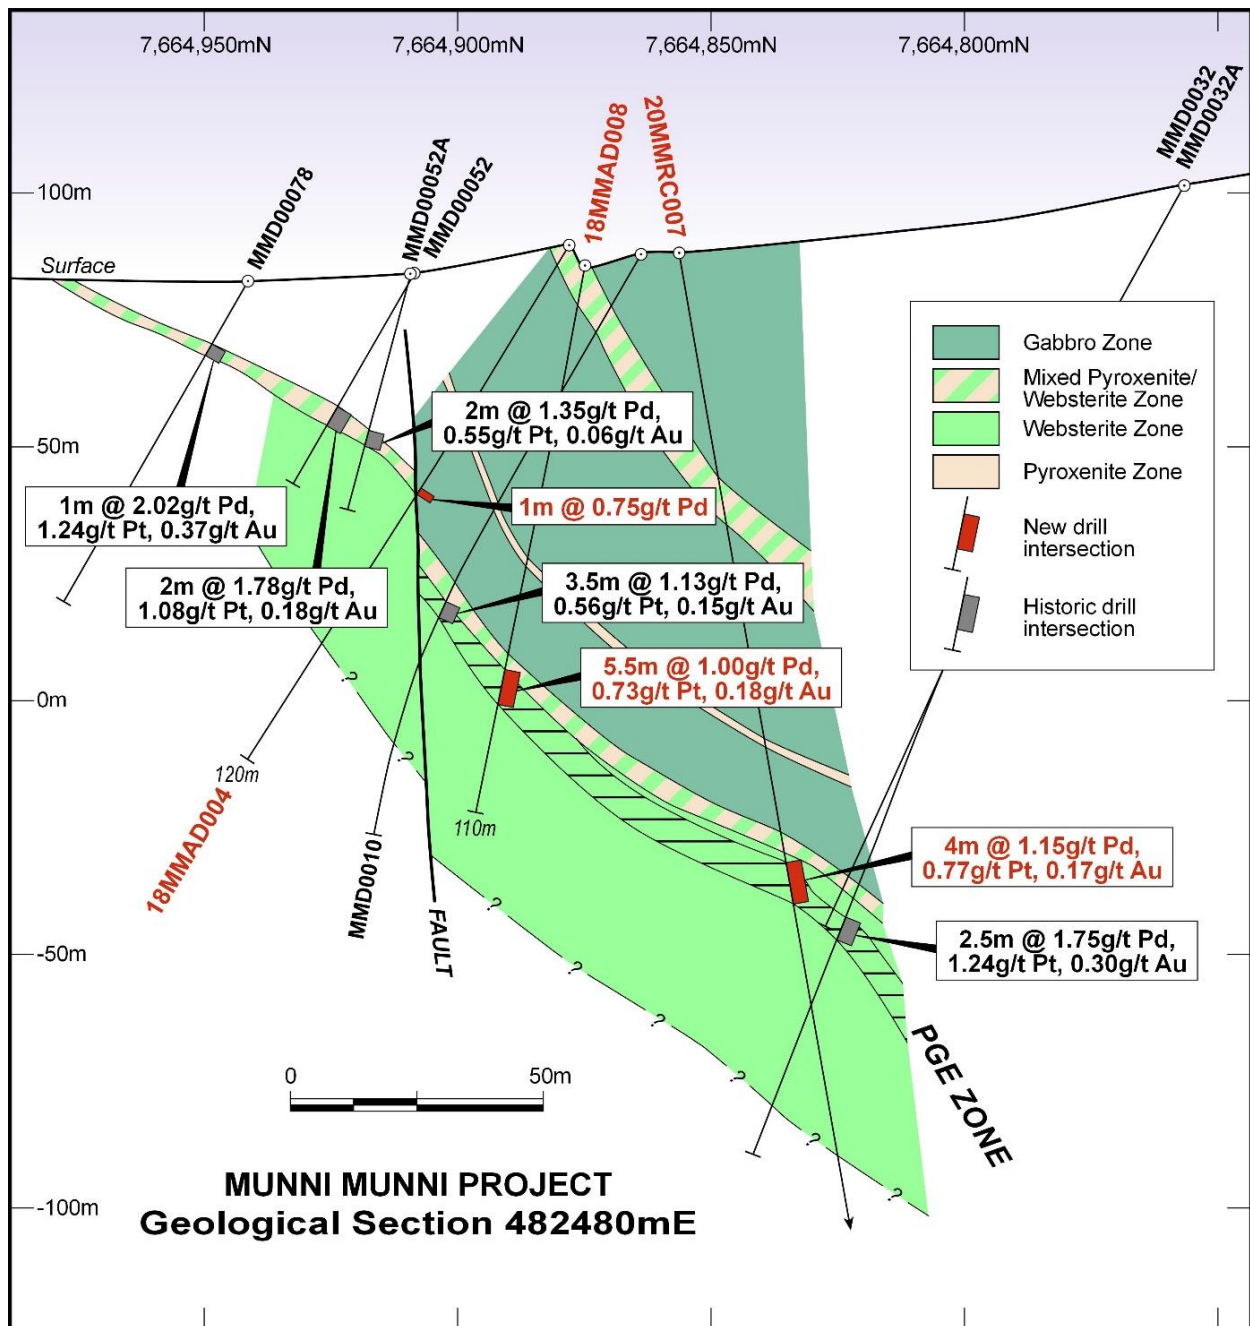 7,664,950mN
7,664,900mN
7,664,850mN
7,664,800mN
MMD00078
MMD00052A
MMD00052
18MMAD008
20MMRC007
MMD0032
MMD0032A
100m
Surface
50m
0m
-50m
-100m
Gabbro Zone
Mixed Pyroxenite/
Websterite Zone
Websterite Zone
Pyroxenite Zone
New drill
intersection
Historic drill
intersection
2m @ 1.35g/t Pd,
0.55g/t Pt, 0.06g/t Au
1m @ 2.02g/t Pd,
1.24g/t Pt, 0.37g/t Au
1m @ 0.75g/t Pd
2m @ 1.78g/t Pd,
1.08g/t Pt, 0.18g/t Au
3.5m @ 1.13g/t Pd,
0.56g/t Pt, 0.15g/t Au
5.5m @ 1.00g/t Pd,
0.73g/t Pt, 0.18g/t Au
4m @ 1.15g/t Pd,
0.77g/t Pt, 0.17g/t Au
2.5m @ 1.75g/t Pd,
1.24g/t Pt, 0.30g/t Au
?
?
?
?
?
?
?
?
120m
110m
18MMAD004
MMD0010
FAULT
PGE ZONE
0
50m
MUNNI MUNNI PROJECT
Geological Section 482480mE